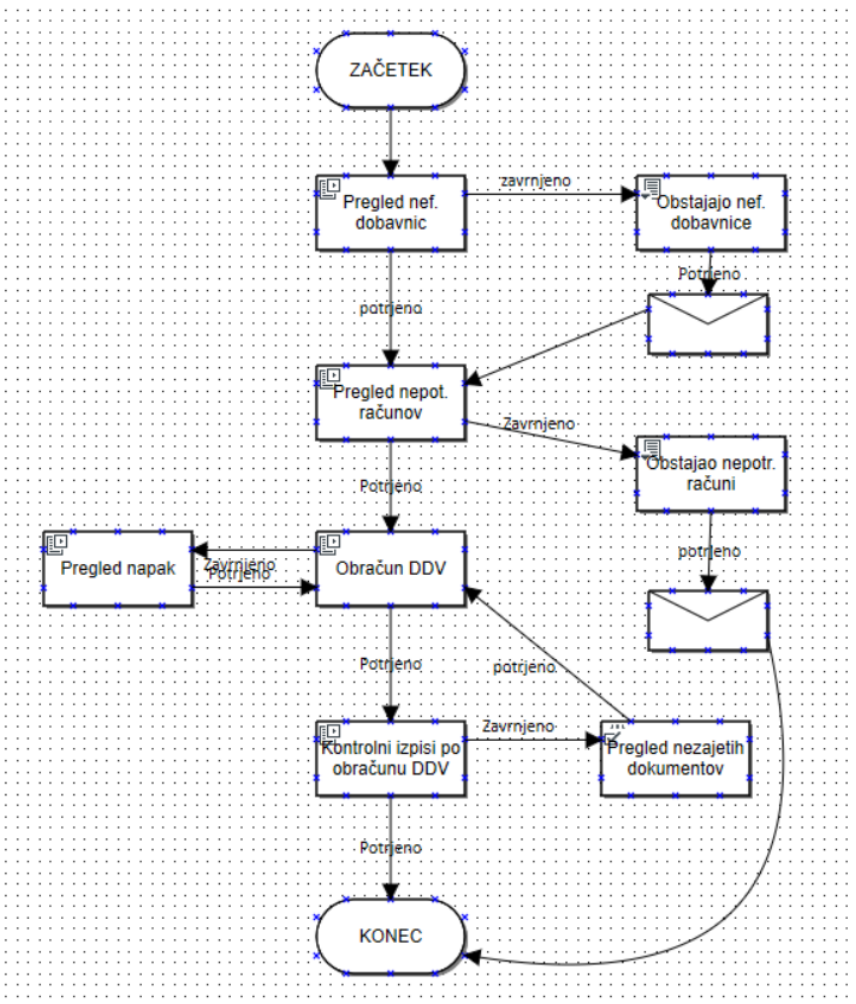 ZAČETEK
Pregled nef.
dobavnic
zavrnjeno
Obstajajo nef.
dobavnice
Potrjeno
potrjeno
Pregled nepot.
računov
Zavrnjeno
Obstajao nepotr.
računi
Potrjeno
potrjeno
Pregled napak
Zavrnjeno
Potrjeno
Obračun DDV
Potrjeno
potrjeno
Kontrolni izpisi po
obračunu DDV
Zavrnjeno
Pregled nezajetih
dokumentov
Potrjeno
KONEC